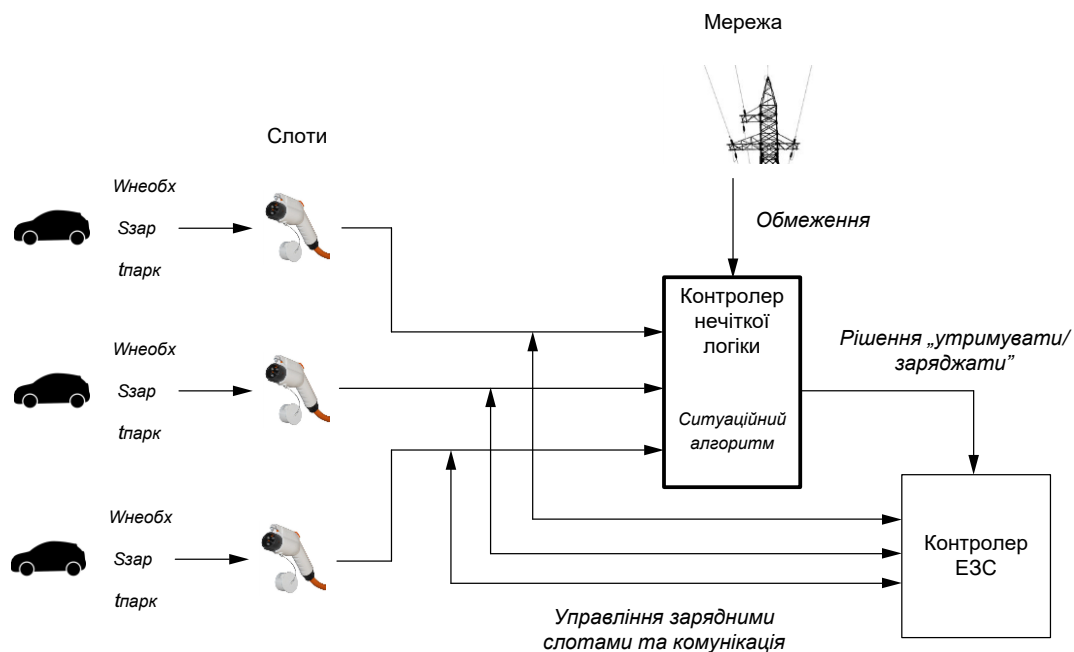 Мережа
Слоти
Wнеобх
Sзар
tпарк
Обмеження
Контролер
нечіткої
логіки
Ситуаційний
алгоритм
Wнеобх
Sзар
tпарк
Рішення „утримувати/
заряджати”
Wнеобх
Sзар
tпарк
Контролер
ЕЗС
Управління зарядними
слотами та комунікація